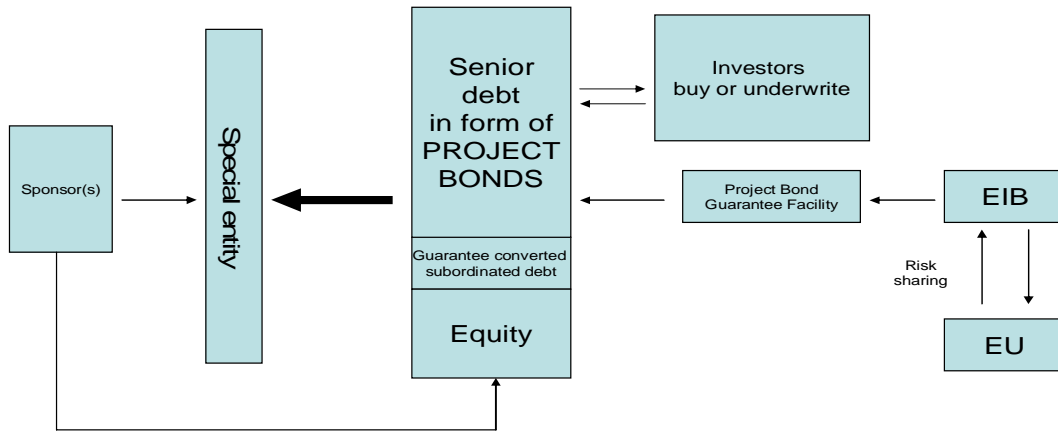 Sponsor(s)
Special entity
Senior
debt
in form of
PROJECT
BONDS
Guarantee converted
subordinated debt
Equity
Investors
buy or underwrite
Project Bond
Guarantee Facility
EIB
Risk
sharing
EU